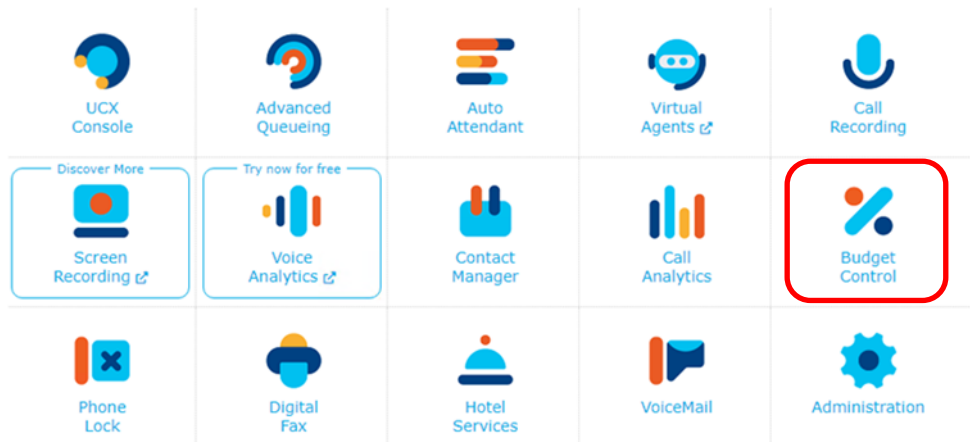 UCX
Console
Advanced
Queueing
Auto
Attendant
Virtual
Agents
Call
Recording
Discover More
Screen
Recording
Try now for free
Voice
Analytics
Contact
Manager
Call
Analytics
Budget
Control
Phone
Lock
Digital
Fax
Hotel
Services
VoiceMail
Administration